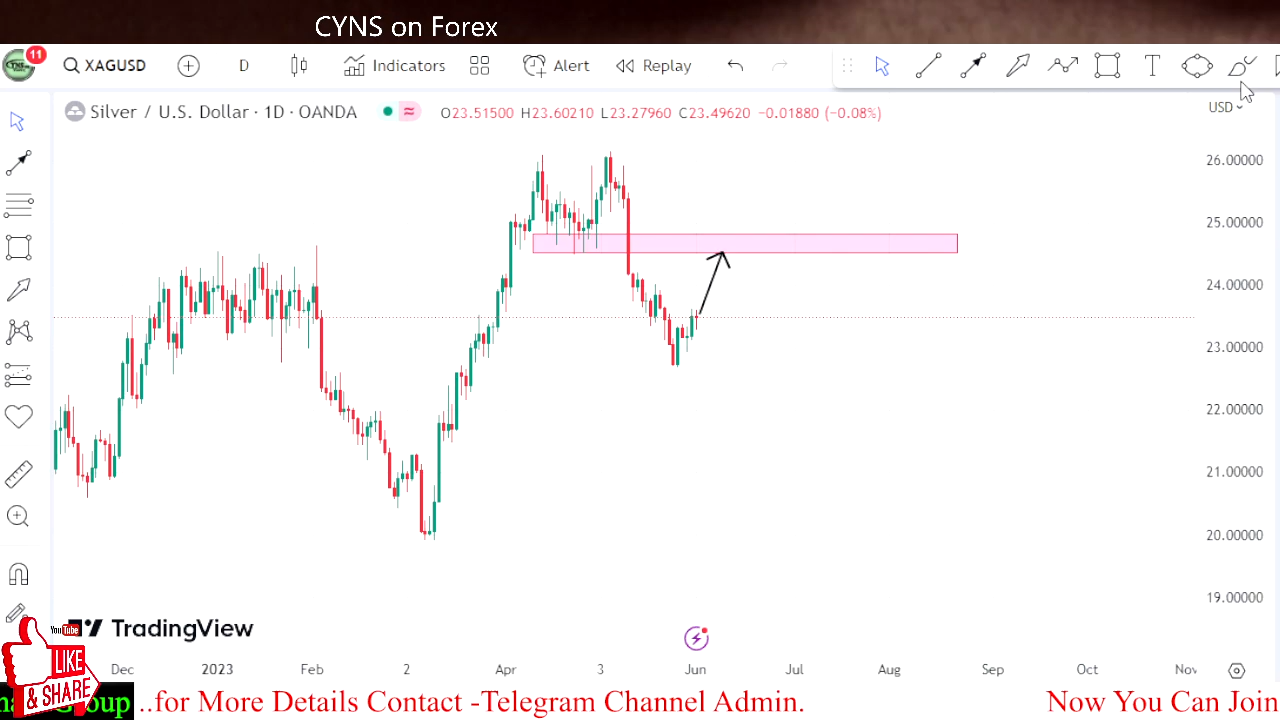 CYNS on Forex
11
XAGUSD
D
Indicators
Alert
Replay
T
Silver / U.S. Dollar · 1D · OANDA
≈
O23.51500 H23.60210 L23.27960 C23.49620 −0.01880 (−0.08%)
USD
26.00000
25.00000
24.00000
23.00000
22.00000
21.00000
20.00000
19.00000
TradingView
YouTube
LIKE
& SHARE
Dec 2023 Feb 2 Apr 3 Jun Jul Aug Sep Oct Nov
Group ..for More Details Contact -Telegram Channel Admin. Now You Can Join